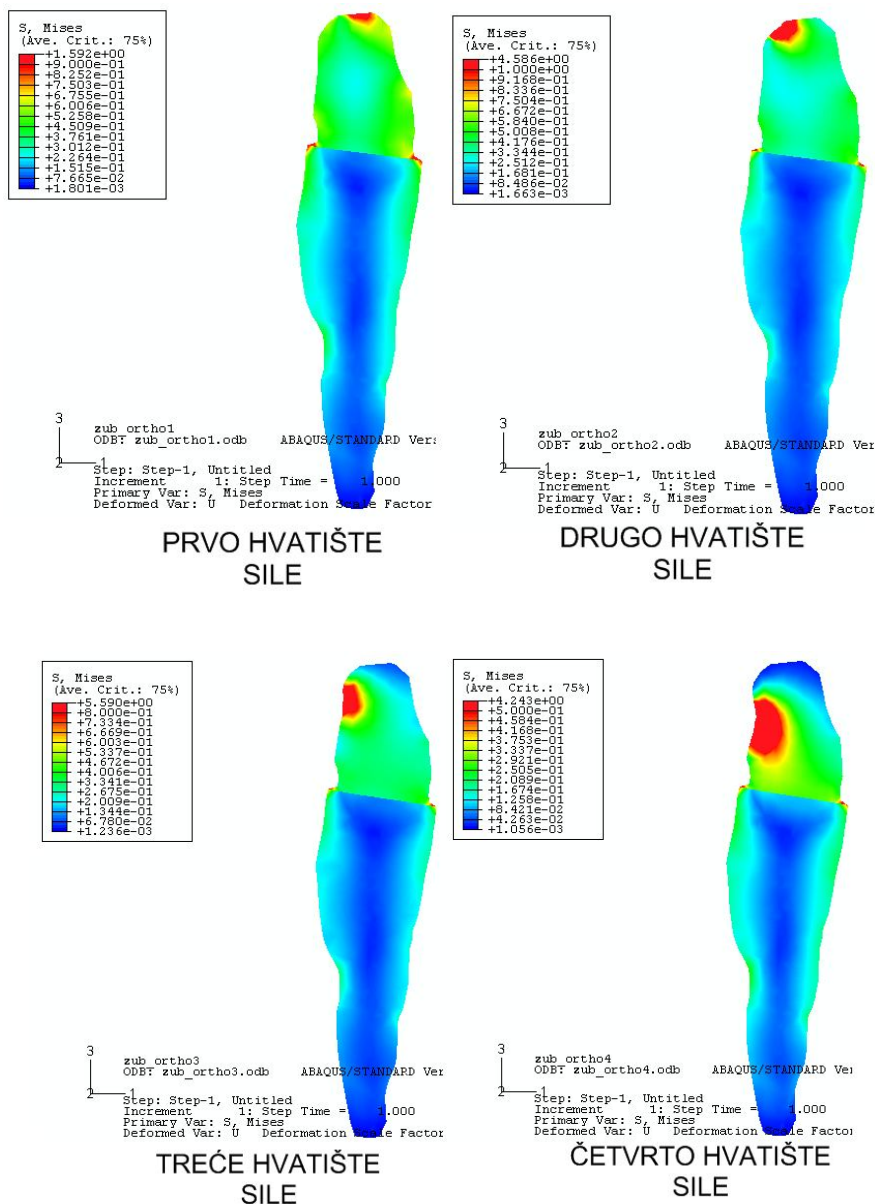 S, Mises
(Ave. Crit.: 75%)
+1.592e+00
+9.000e-01
+8.252e-01
+7.503e-01
+6.755e-01
+6.006e-01
+5.258e-01
+4.509e-01
+3.761e-01
+3.012e-01
+2.264e-01
+1.515e-01
+7.665e-02
+1.801e-03
3
2
1
zub_ortho1
ODB: zub_ortho1.odb ABAQUS/STANDARD Vers
Step: Step-1, Untitled
Increment 1: Step Time = 1.000
Primary Var: S, Mises
Deformed Var: U Deformation Scale Factor
PRVO HVATIŠTE
SILE
S, Mises
(Ave. Crit.: 75%)
+4.586e+00
+1.000e+00
+9.168e-01
+8.336e-01
+7.504e-01
+6.672e-01
+5.840e-01
+5.008e-01
+4.176e-01
+3.344e-01
+2.512e-01
+1.681e-01
+8.486e-02
+1.663e-03
3
2
1
zub_ortho2
ODB: zub_ortho2.odb ABAQUS/STANDARD Ver
Step: Step-1, Untitled
Increment 1: Step Time = 1.000
Primary Var: S, Mises
Deformed Var: U Deformation Scale Factor
DRUGO HVATIŠTE
SILE
S, Mises
(Ave. Crit.: 75%)
+5.590e+00
+8.000e-01
+7.334e-01
+6.669e-01
+6.003e-01
+5.337e-01
+4.672e-01
+4.006e-01
+3.341e-01
+2.675e-01
+2.009e-01
+1.344e-01
+6.780e-02
+1.236e-03
3
2
1
zub_ortho3
ODB: zub_ortho3.odb ABAQUS/STANDARD Ver
Step: Step-1, Untitled
Increment 1: Step Time = 1.000
Primary Var: S, Mises
Deformed Var: U Deformation Scale Factor
TREĆE HVATIŠTE
SILE
S, Mises
(Ave. Crit.: 75%)
+4.243e+00
+5.000e-01
+4.584e-01
+4.168e-01
+3.753e-01
+3.337e-01
+2.921e-01
+2.505e-01
+2.089e-01
+1.674e-01
+1.258e-01
+8.421e-02
+4.263e-02
+1.056e-03
3
2
1
zub_ortho4
ODB: zub_ortho4.odb ABAQUS/STANDARD Ver
Step: Step-1, Untitled
Increment 1: Step Time = 1.000
Primary Var: S, Mises
Deformed Var: U Deformation Scale Factor
ČETVRTO HVATIŠTE
SILE